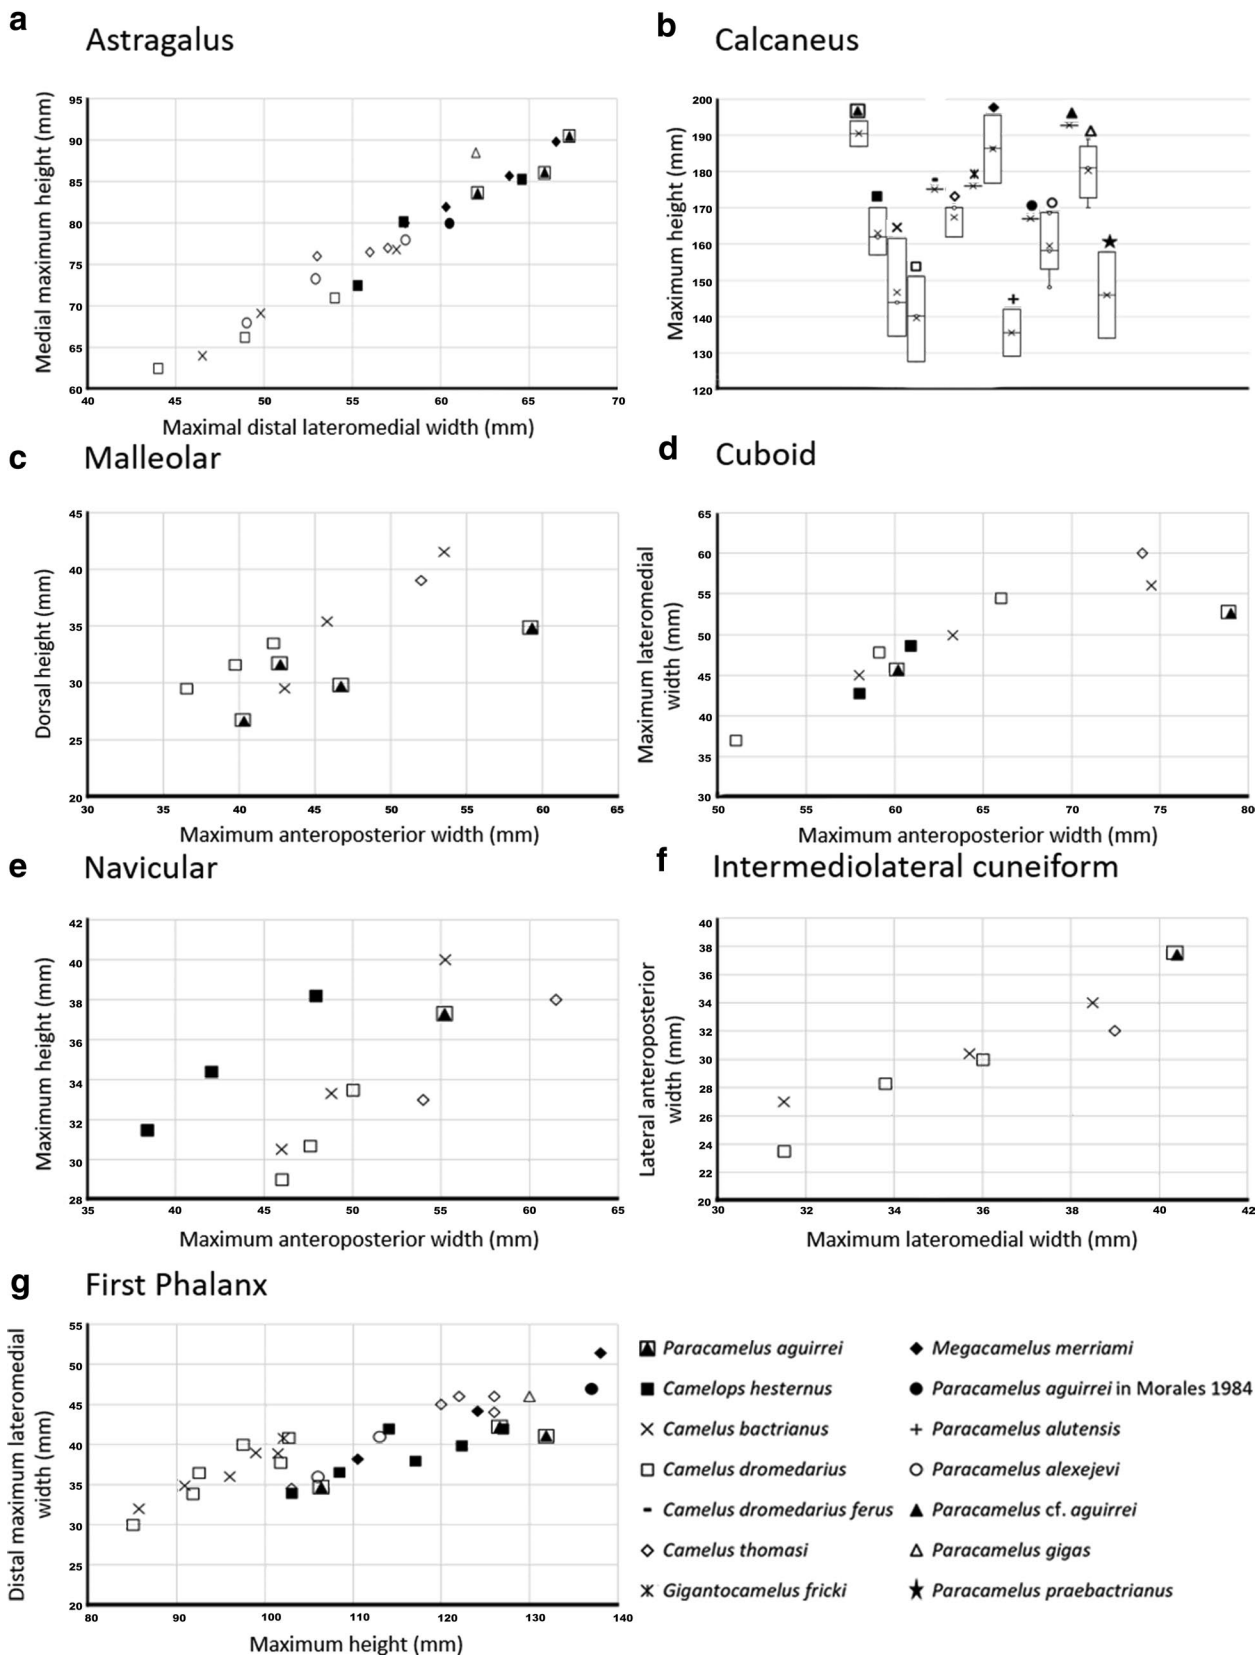 a
Astragalus
Medial maximum height (mm)
95
90
85
80
75
70
65
60
40 45 50 55 60 65 70
Maximal distal lateromedial width (mm)
b
Calcaneus
Maximum height (mm)
200
190
180
170
160
150
140
130
120
c
Malleolar
Dorsal height (mm)
45
40
35
30
25
20
30 35 40 45 50 55 60 65
Maximum anteroposterior width (mm)
d
Cuboid
Maximum lateromedial
width (mm)
65
60
55
50
45
40
35
30
50 55 60 65 70 75 80
Maximum anteroposterior width (mm)
e
Navicular
Maximum height (mm)
42
40
38
36
34
32
30
28
35 40 45 50 55 60 65
Maximum anteroposterior width (mm)
f
Intermediolateral cuneiform
Lateral anteroposterior
width (mm)
40
38
36
34
32
30
28
26
24
22
20
30 32 34 36 38 40 42
Maximum lateromedial width (mm)
g
First Phalanx
Distal maximum lateromedial
width (mm)
55
50
45
40
35
30
25
20
80 90 100 110 120 130 140
Maximum height (mm)
Paracamelus aguirrei
Camelops hesternus
Camelus bactrianus
Camelus dromedarius
Camelus dromedarius ferus
Camelus thomasi
Gigantocamelus fricki
Megacamelus merriami
Paracamelus aguirrei in Morales 1984
Paracamelus alutensis
Paracamelus alexejevi
Paracamelus cf. aguirrei
Paracamelus gigas
Paracamelus praebactrianus